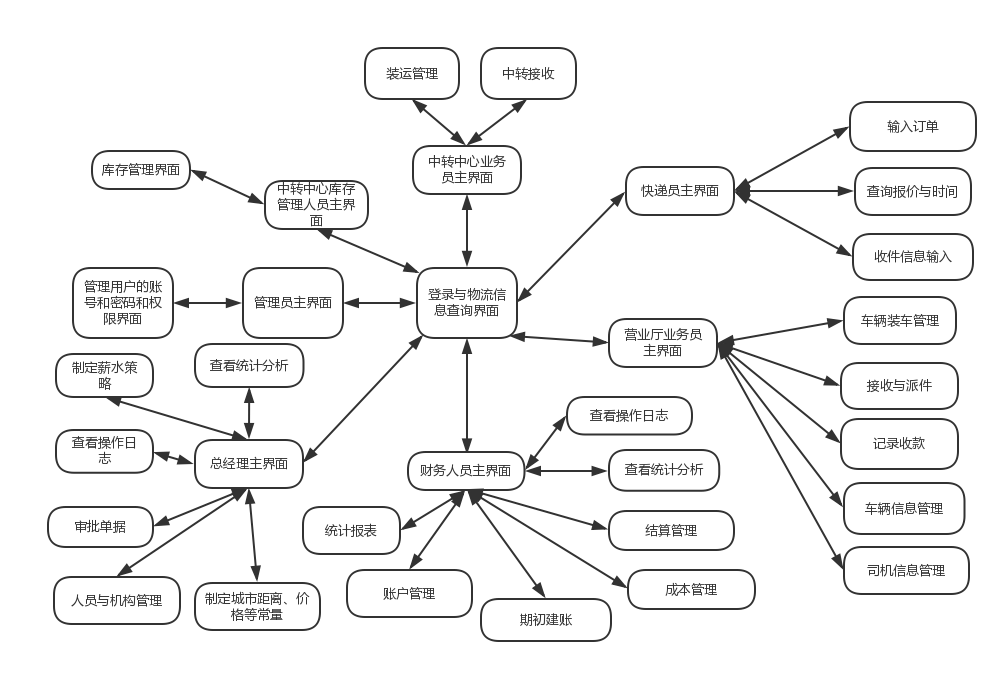 装运管理
中转接收
中转中心业务
员主界面
库存管理界面
中转中心库存
管理人员主界
面
快递员主界面
输入订单
查询报价与时间
收件信息输入
管理用户的账
号和密码和权
限界面
管理员主界面
登录与物流信
息查询界面
营业厅业务员
主界面
车辆装车管理
接收与派件
记录收款
车辆信息管理
司机信息管理
制定薪水策
略
查看统计分析
查看操作日
志
总经理主界面
审批单据
人员与机构管理
制定城市距离、价
格等常量
财务人员主界面
查看操作日志
查看统计分析
统计报表
结算管理
账户管理
成本管理
期初建账